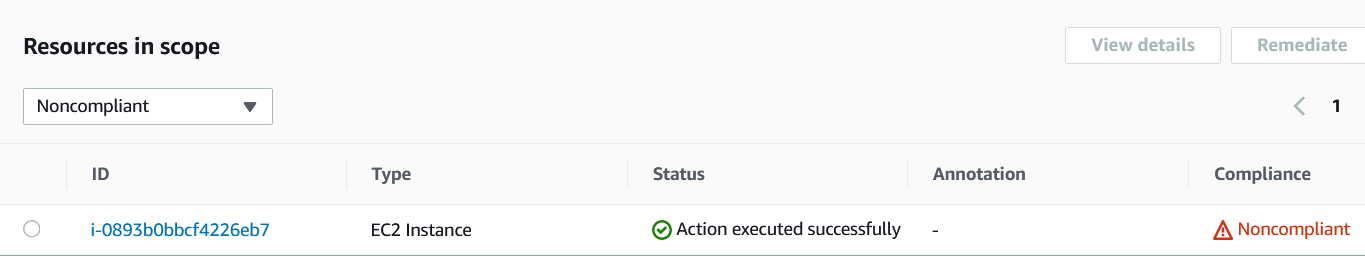 Resources in scope
View details
Remediate
Noncompliant
1
ID Type Status Annotation Compliance
i-0893b0bbcf4226eb7 EC2 Instance Action executed successfully - Noncompliant